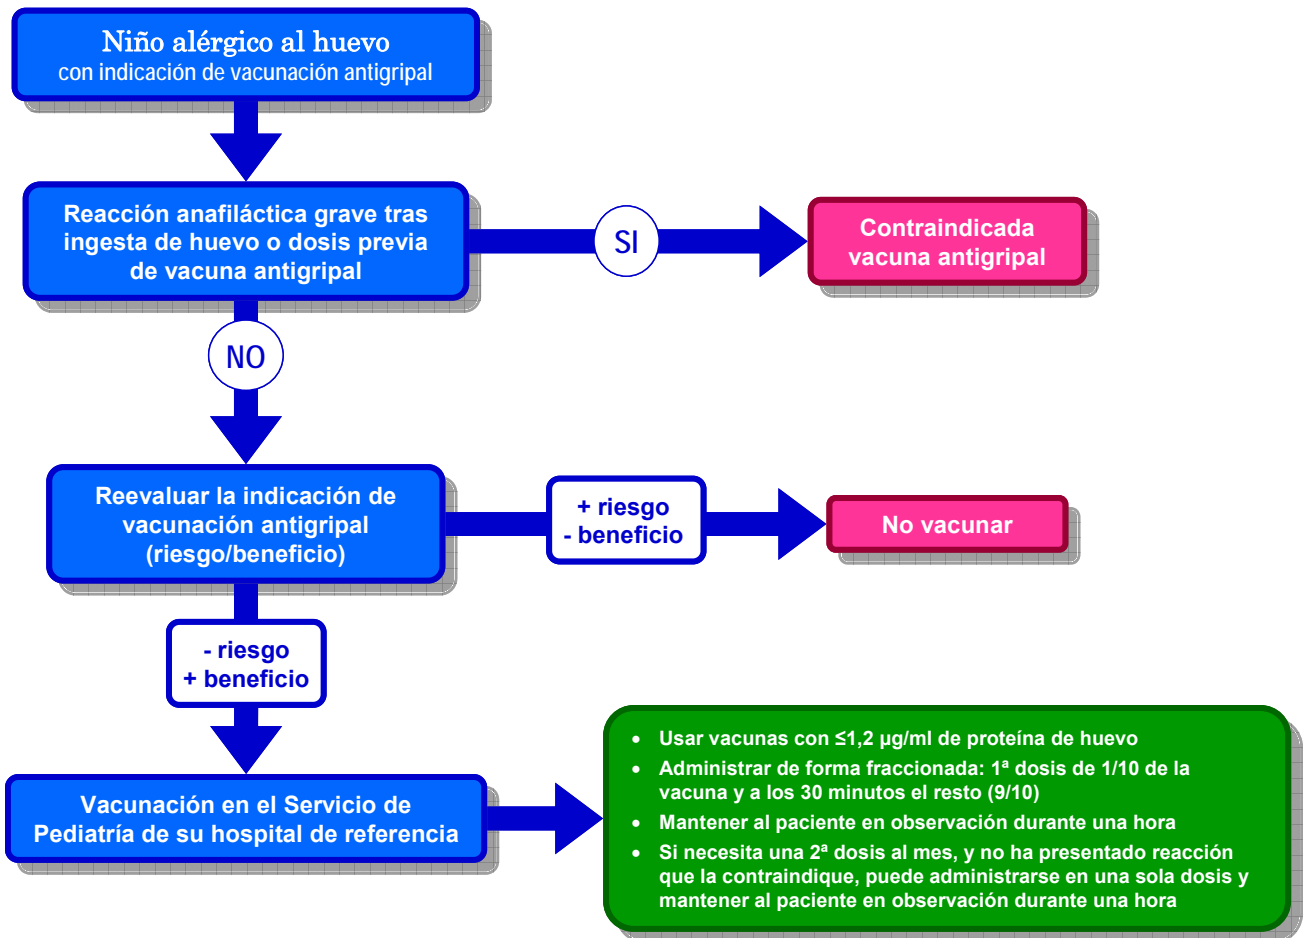 Niño alérgico al huevo
con indicación de vacunación antigripal
Reacción anafiláctica grave tras
ingesta de huevo o dosis previa
de vacuna antigripal
SI
Contraindicada
vacuna antigripal
NO
Reevaluar la indicación de
vacunación antigripal
(riesgo/beneficio)
+ riesgo
- beneficio
No vacunar
- riesgo
+ beneficio
Vacunación en el Servicio de
Pediatría de su hospital de referencia
• Usar vacunas con ≤1,2 µg/ml de proteína de huevo
• Administrar de forma fraccionada: 1ª dosis de 1/10 de la
vacuna y a los 30 minutos el resto (9/10)
• Mantener al paciente en observación durante una hora
• Si necesita una 2ª dosis al mes, y no ha presentado reacción
que la contraindique, puede administrarse en una sola dosis y
mantener al paciente en observación durante una hora